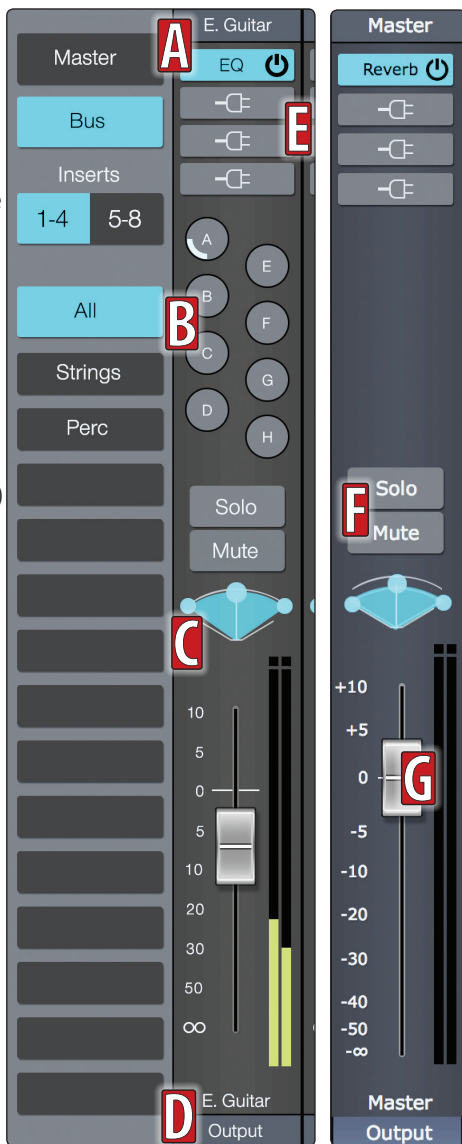 Master
Bus
Inserts
1-4 5-8
All
Strings
Perc
A
E. Guitar
EQ
E
A
E
B
B
F
C
G
D
H
Solo
Mute
C
10
5
0
5
10
20
30
50
∞
D
E. Guitar
Output
Master
Reverb
F
Solo
Mute
+10
+5
0
G
-5
-10
-20
-30
-40
-50
-∞
Master
Output